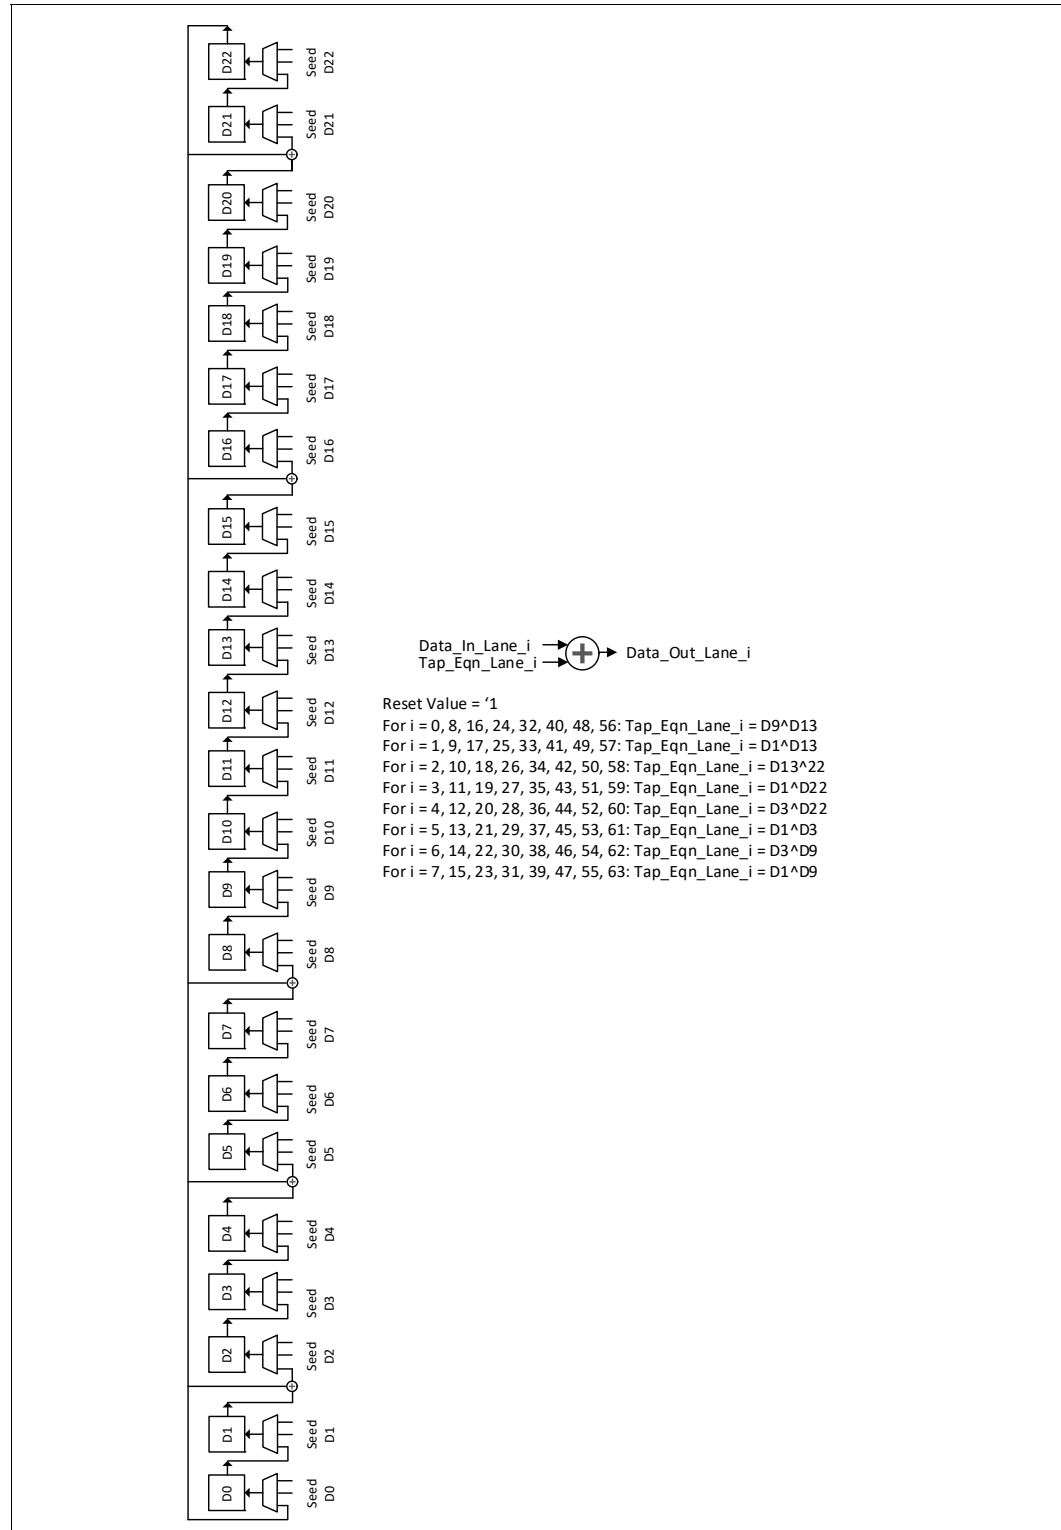 D22
Seed
D22
D21
Seed
D21
D20
Seed
D20
D19
Seed
D19
D18
Seed
D18
D17
Seed
D17
D16
Seed
D16
D15
Seed
D15
D14
Seed
D14
D13
Seed
D13
D12
Seed
D12
D11
Seed
D11
D10
Seed
D10
D9
Seed
D9
D8
Seed
D8
D7
Seed
D7
D6
Seed
D6
D5
Seed
D5
D4
Seed
D4
D3
Seed
D3
D2
Seed
D2
D1
Seed
D1
D0
Seed
D0
Data_In_Lane_i
Tap_Eqn_Lane_i
Data_Out_Lane_i
Reset Value = ‘1
For i = 0, 8, 16, 24, 32, 40, 48, 56: Tap_Eqn_Lane_i = D9^D13
For i = 1, 9, 17, 25, 33, 41, 49, 57: Tap_Eqn_Lane_i = D1^D13
For i = 2, 10, 18, 26, 34, 42, 50, 58: Tap_Eqn_Lane_i = D13^22
For i = 3, 11, 19, 27, 35, 43, 51, 59: Tap_Eqn_Lane_i = D1^D22
For i = 4, 12, 20, 28, 36, 44, 52, 60: Tap_Eqn_Lane_i = D3^D22
For i = 5, 13, 21, 29, 37, 45, 53, 61: Tap_Eqn_Lane_i = D1^D3
For i = 6, 14, 22, 30, 38, 46, 54, 62: Tap_Eqn_Lane_i = D3^D9
For i = 7, 15, 23, 31, 39, 47, 55, 63: Tap_Eqn_Lane_i = D1^D9